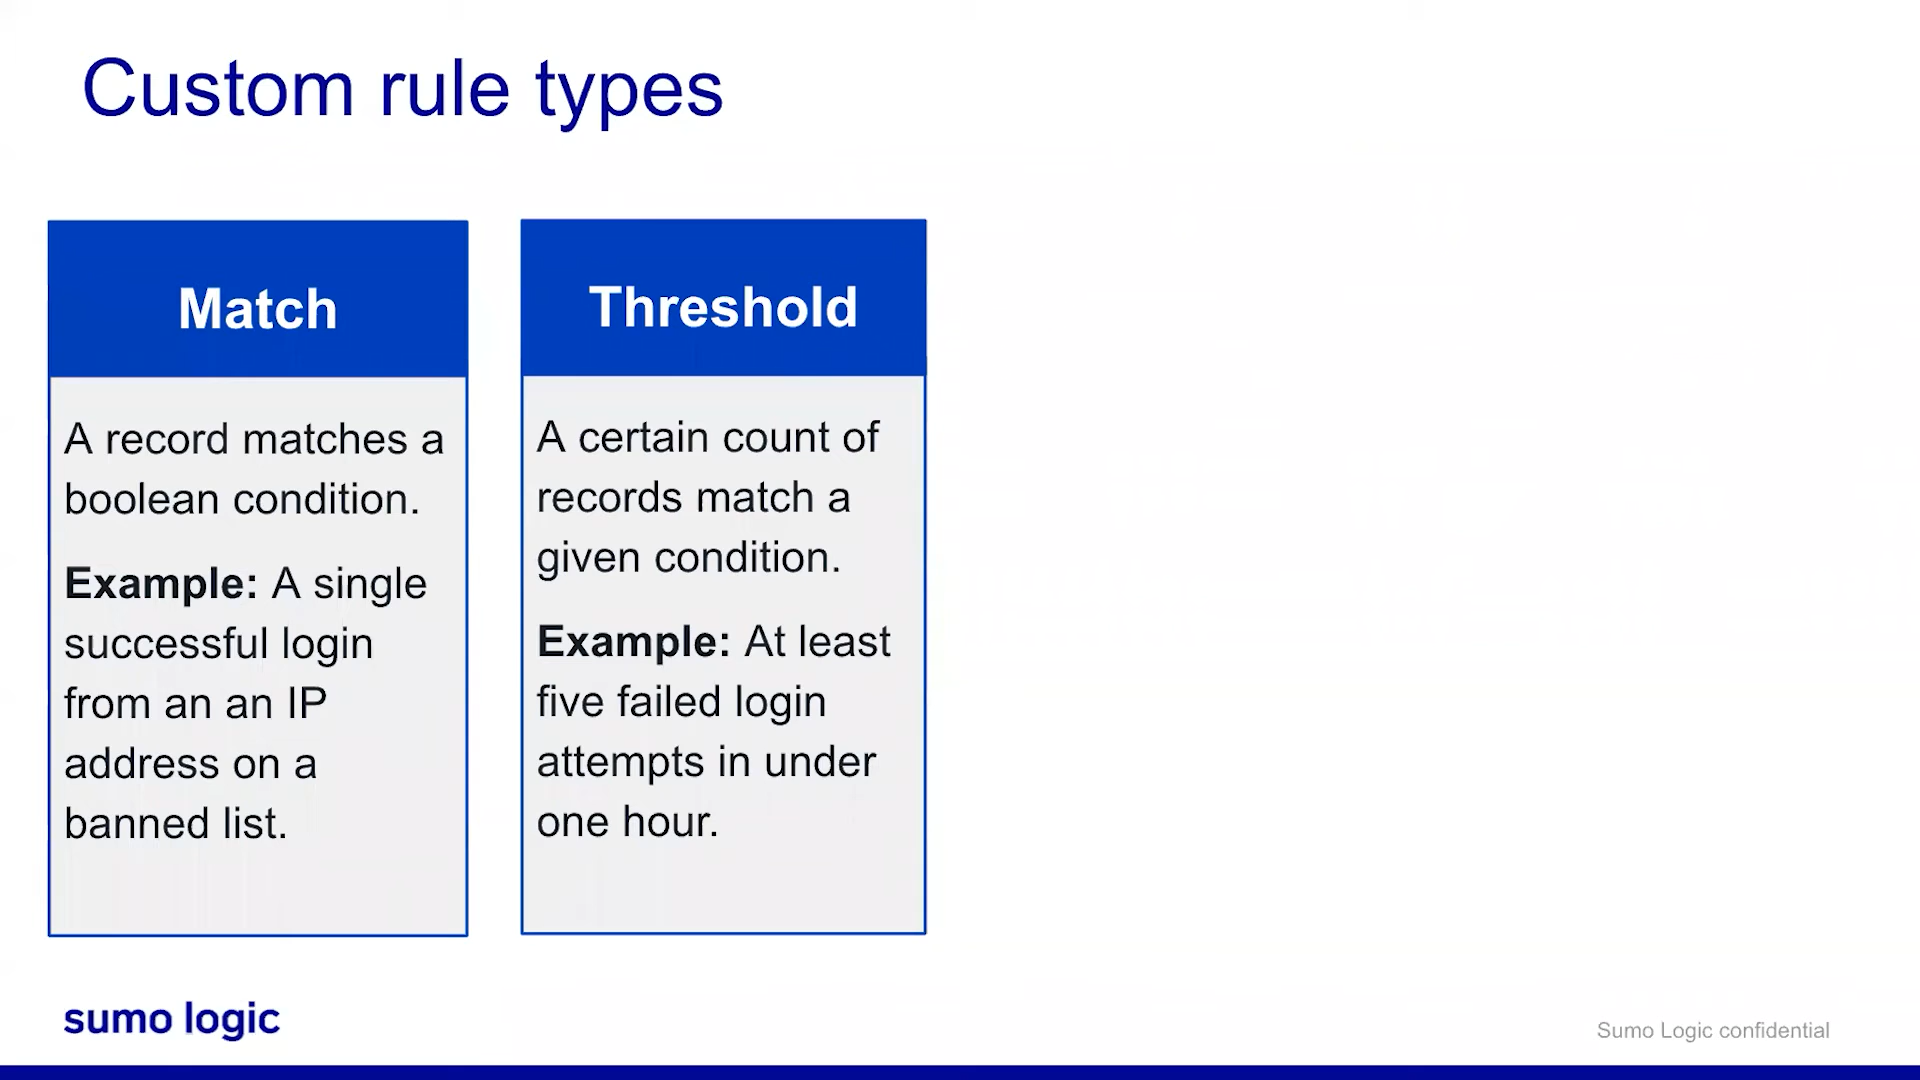 Custom rule types
Match
A record matches a
boolean condition.
Example: A single
successful login
from an an IP
address on a
banned list.
Threshold
A certain count of
records match a
given condition.
Example: At least
five failed login
attempts in under
one hour.
sumo logic
Sumo Logic confidential